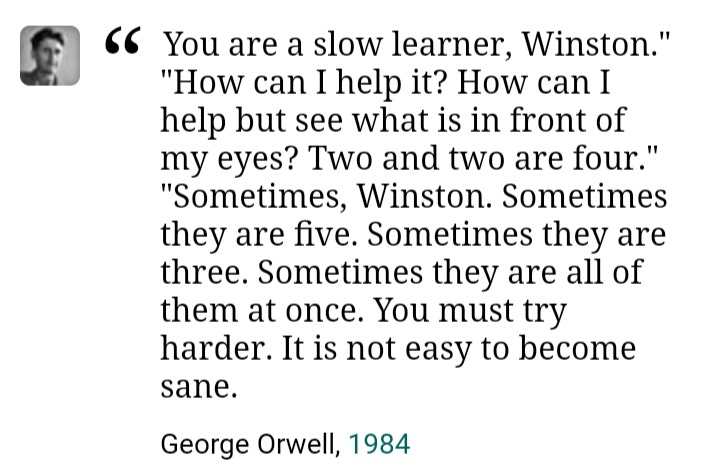 “ You are a slow learner, Winston."
"How can I help it? How can I
help but see what is in front of
my eyes? Two and two are four."
"Sometimes, Winston. Sometimes
they are five. Sometimes they are
three. Sometimes they are all of
them at once. You must try
harder. It is not easy to become
sane.
George Orwell, 1984